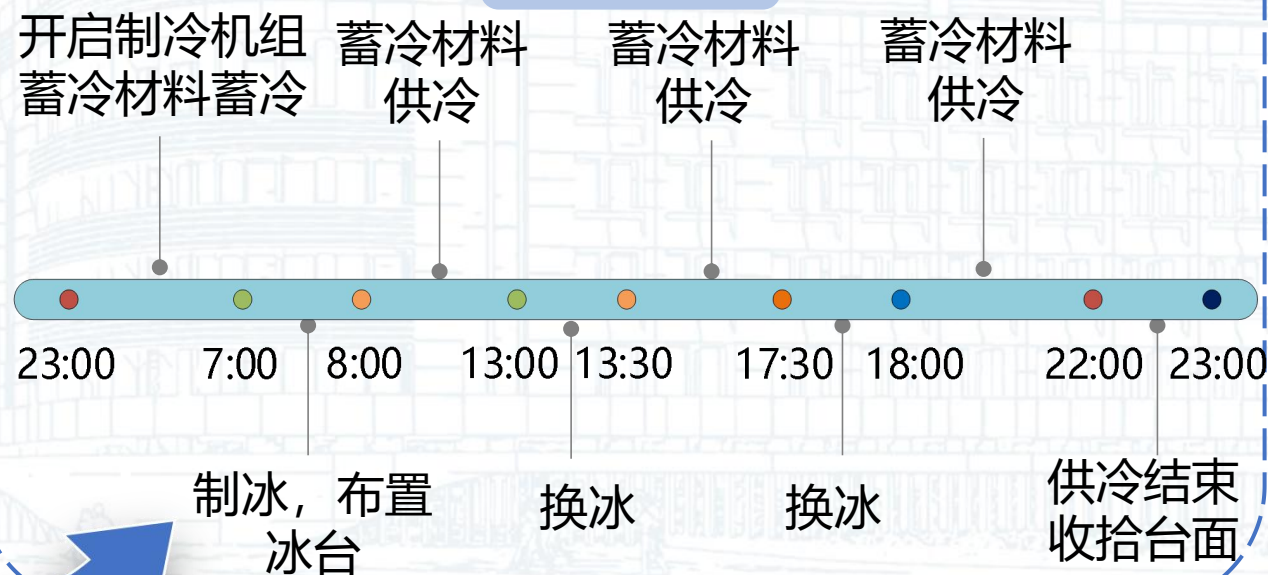 开启制冷机组
蓄冷材料蓄冷
蓄冷材料
供冷
蓄冷材料
供冷
蓄冷材料
供冷
23:00
7:00
8:00
13:00
13:30
17:30
18:00
22:00
23:00
制冰，布置
冰台
换冰
换冰
供冷结束
收拾台面